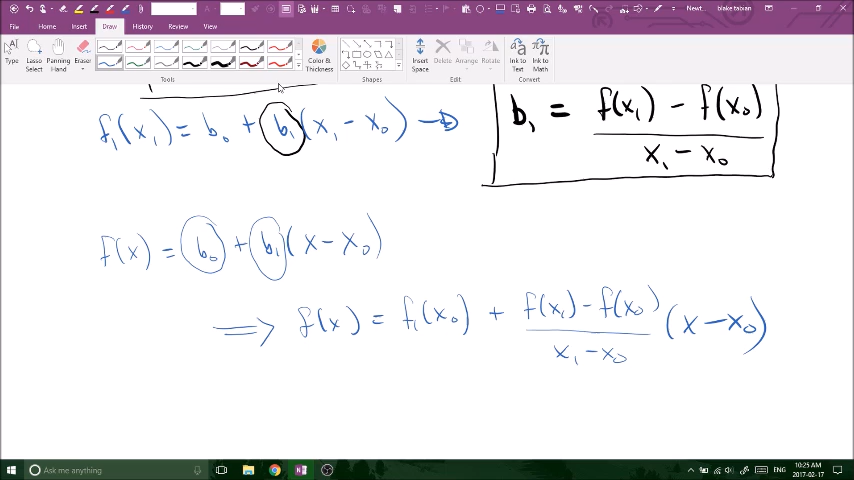 Newt... blake tabian
File Home Insert Draw History Review View
Type Lasso Select Panning Hand Eraser Color & Thickness Insert Space Delete Arrange Rotate Ink to Text Ink to Math
Tools Shapes Edit Convert
f₁(x₁) = b₀ + b₁(x₁ − x₀) →
b₁ = (f(x₁) − f(x₀)) / (x₁ − x₀)
f(x) = b₀ + b₁(x − x₀)
⟹ f(x) = f₁(x₀) + (f(x₁) − f(x₀)) / (x₁ − x₀) (x − x₀)
Ask me anything
ENG 10:25 AM
2017-02-17